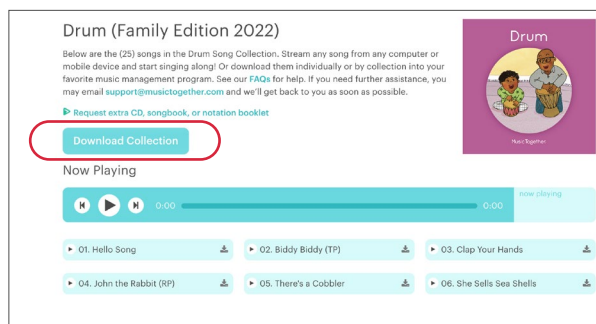 Drum (Family Edition 2022)
Below are the (25) songs in the Drum Song Collection. Stream any song from any computer or
mobile device and start singing along! Or download them individually or by collection into your
favorite music management program. See our FAQs for help. If you need further assistance, you
may email support@musictogether.com and we'll get back to you as soon as possible.
Request extra CD, songbook, or notation booklet
Download Collection
Drum
Music Together
Now Playing
0:00
0:00
now playing
01. Hello Song
02. Biddy Biddy (TP)
03. Clap Your Hands
04. John the Rabbit (RP)
05. There's a Cobbler
06. She Sells Sea Shells